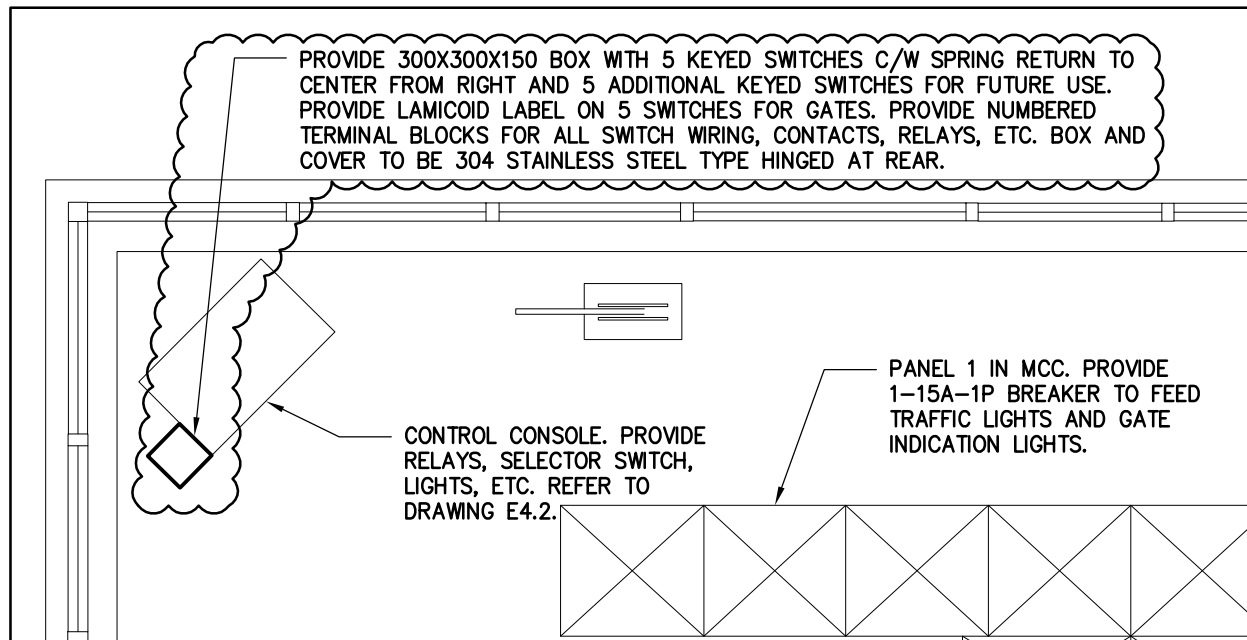 PROVIDE 300X300X150 BOX WITH 5 KEYED SWITCHES C/W SPRING RETURN TO
CENTER FROM RIGHT AND 5 ADDITIONAL KEYED SWITCHES FOR FUTURE USE.
PROVIDE LAMICOID LABEL ON 5 SWITCHES FOR GATES. PROVIDE NUMBERED
TERMINAL BLOCKS FOR ALL SWITCH WIRING, CONTACTS, RELAYS, ETC. BOX AND
COVER TO BE 304 STAINLESS STEEL TYPE HINGED AT REAR.
PANEL 1 IN MCC. PROVIDE
1-15A-1P BREAKER TO FEED
TRAFFIC LIGHTS AND GATE
INDICATION LIGHTS.
CONTROL CONSOLE. PROVIDE
RELAYS, SELECTOR SWITCH,
LIGHTS, ETC. REFER TO
DRAWING E4.2.